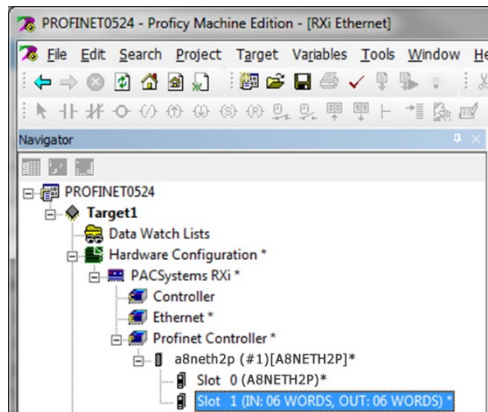 PROFINET0524 - Proficy Machine Edition - [RXi Ethernet]
File Edit Search Project Target Variables Tools Window
Navigator
PROFINET0524
Target1
Data Watch Lists
Hardware Configuration *
PACSystems RXi *
Controller
Ethernet *
Profinet Controller *
a8neth2p (#1)[A8NETH2P]*
Slot 0 (A8NETH2P)*
Slot 1 (IN: 06 WORDS, OUT: 06 WORDS) *